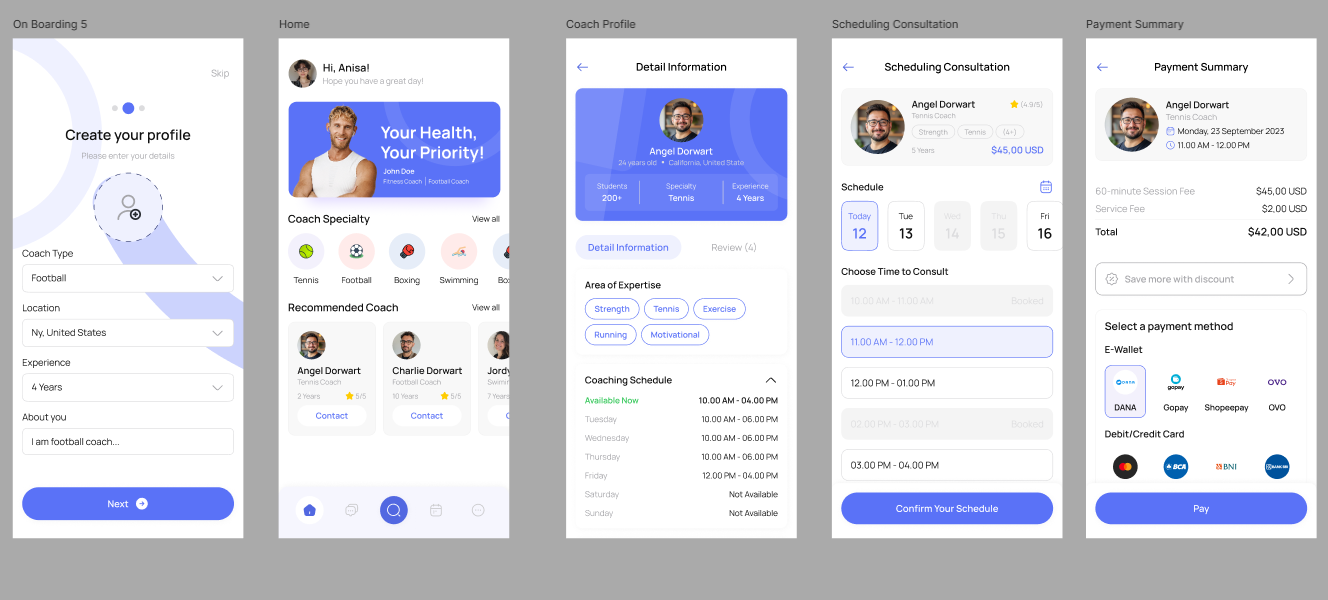 On Boarding 5
Skip
Create your profile
Please enter your details
Coach Type
Football
Location
Ny, United States
Experience
4 Years
About you
I am football coach...
Next
Home
Hi, Anisa!
Hope you have a great day!
Your Health,
Your Priority!
John Doe
Fitness Coach | Football Coach
Coach Specialty View all
Tennis Football Boxing Swimming Bo
Recommended Coach View all
Angel Dorwart
Tennis Coach
2 Years 5/5
Contact
Charlie Dorwart
Football Coach
10 Years 5/5
Contact
Jordy
Swimm
7 Years
C
Coach Profile
Detail Information
Angel Dorwart
24 years old • California, United State
Students Specialty Experience
200+ Tennis 4 Years
Detail Information Review (4)
Area of Expertise
Strength Tennis Exercise
Running Motivational
Coaching Schedule
Available Now 10.00 AM - 04.00 PM
Tuesday 10.00 AM - 06.00 PM
Wednesday 10.00 AM - 06.00 PM
Thursday 10.00 AM - 06.00 PM
Friday 12.00 PM - 04.00 PM
Saturday Not Available
Sunday Not Available
Scheduling Consultation
Scheduling Consultation
Angel Dorwart (4.9/5)
Tennis Coach
Strength Tennis (4+)
5 Years $45,00 USD
Schedule
Today Tue Wed Thu Fri
12 13 14 15 16
Choose Time to Consult
10.00 AM - 11.00 AM Booked
11.00 AM - 12.00 PM
12.00 PM - 01.00 PM
02.00 PM - 03.00 PM Booked
03.00 PM - 04.00 PM
Confirm Your Schedule
Payment Summary
Payment Summary
Angel Dorwart
Tennis Coach
Monday, 23 September 2023
11.00 AM - 12.00 PM
60-minute Session Fee $45,00 USD
Service Fee $2,00 USD
Total $42,00 USD
Save more with discount
Select a payment method
E-Wallet
DANA
gopay
Pay
OVO
DANA Gopay Shopeepay OVO
Debit/Credit Card
BCA
BNI
Pay